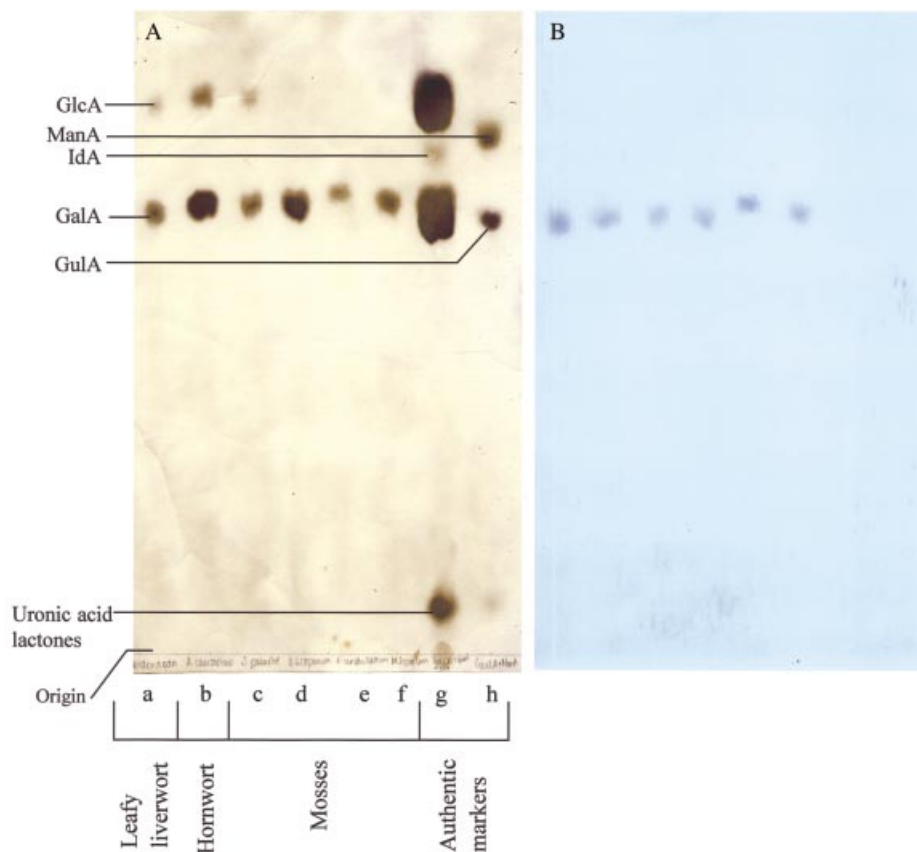 A
B
GlcA
ManA
IdA
GalA
GulA
Uronic acid
lactones
Origin
a b c d e f g h
Leafy
liverwort
Hornwort
Mosses
Authentic
markers